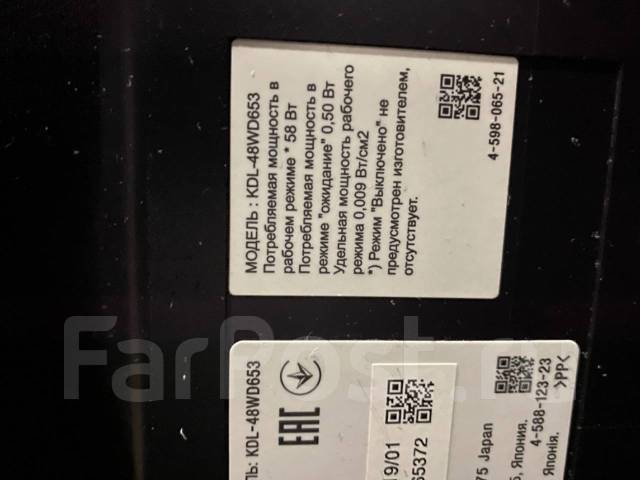 МОДЕЛЬ : KDL-48WD653
Потребляемая мощность в
рабочем режиме * 58 Вт
Потребляемая мощность в
режиме "ожидание" 0,50 Вт
Удельная мощность рабочего
режима 0,009 Вт/см2
*) Режим "Выключено" не
предусмотрен изготовителем,
отсутствует.
4-598-065-21
ЛЬ: KDL-48WD653
EAC
19/01
65372
75 Japan
Япония.
Японія.
4-588-123-23
>PP<
FarPost.ru